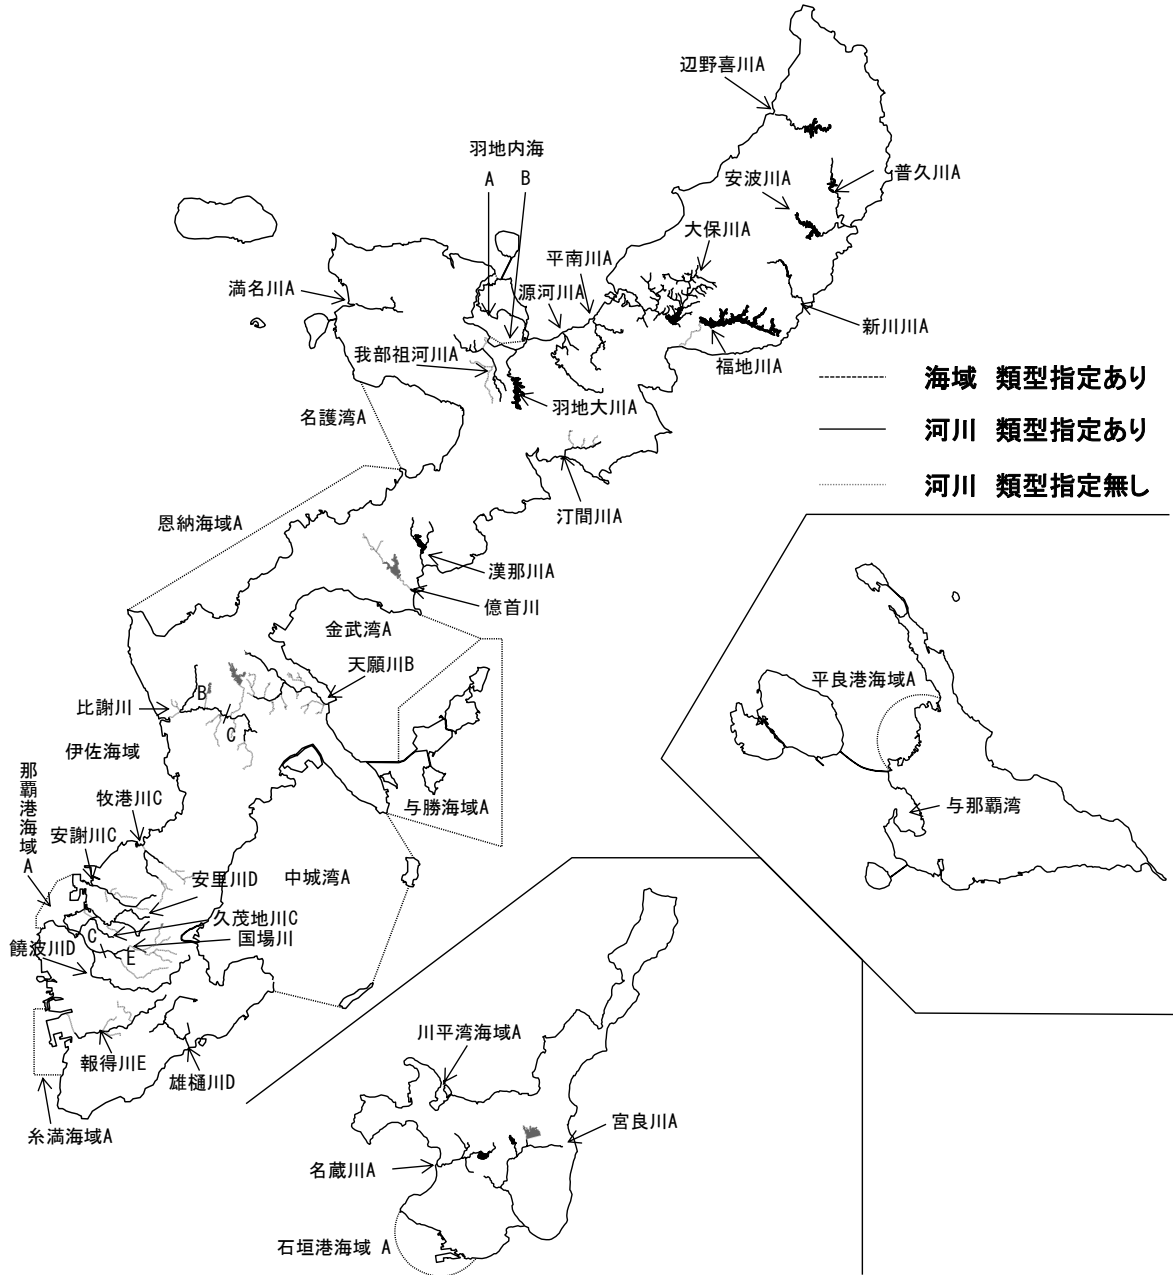 辺野喜川A
羽地内海
A B
安波川A
普久川A
大保川A
平南川A
源河川A
満名川A
新川川A
我部祖河川A
福地川A
海域 類型指定あり
羽地大川A
名護湾A
河川 類型指定あり
河川 類型指定無し
恩納海域A
汀間川A
漢那川A
億首川
金武湾A
天願川B
平良港海域A
B
比謝川
C
伊佐海域
那覇港海域A
与勝海域A
与那覇湾
牧港川C
安謝川C
安里川D
中城湾A
久茂地川C
国場川
C
饒波川D
E
報得川E
雄樋川D
川平湾海域A
糸満海域A
宮良川A
名蔵川A
石垣港海域 A